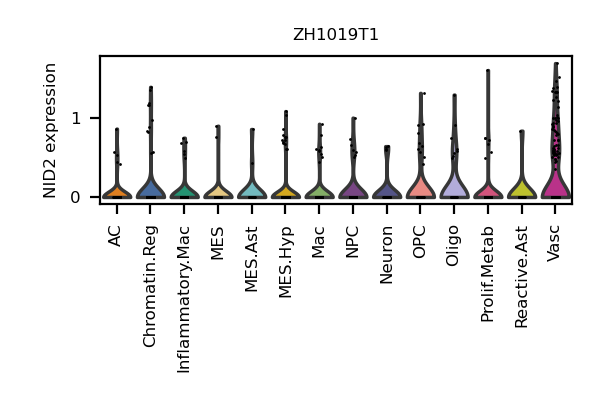 ZH1019T1
NID2 expression
1
0
AC
Chromatin.Reg
Inflammatory.Mac
MES
MES.Ast
MES.Hyp
Mac
NPC
Neuron
OPC
Oligo
Prolif.Metab
Reactive.Ast
Vasc